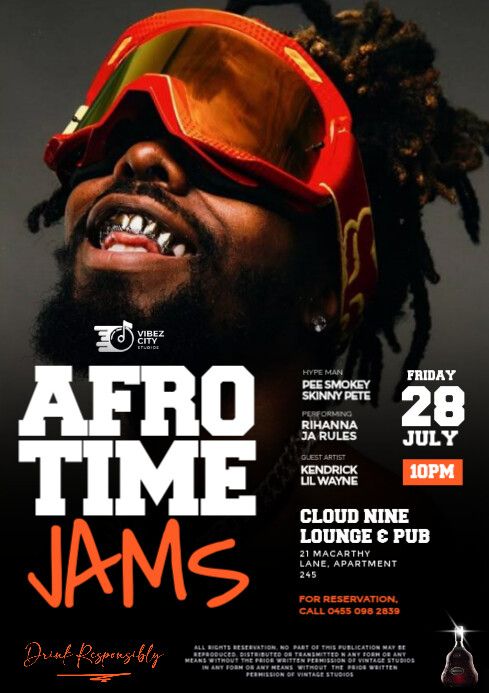 VIBEZ
CITY
STUDIOS
AFRO
TIME
JAMS
HYPE MAN
PEE SMOKEY
SKINNY PETE
PERFORMING
RIHANNA
JA RULES
GUEST ARTIST
KENDRICK
LIL WAYNE
FRIDAY
28
JULY
10PM
CLOUD NINE
LOUNGE & PUB
21 MACARTHY
LANE, APARTMENT
245
FOR RESERVATION,
CALL 0455 098 2839
Drink Responsibly
ALL RIGHTS RESERVATION, NO PART OF THIS PUBLICATION MAY BE
REPRODUCED, DISTRIBUTED OR TRANSMITTED N ANY FORM OR ANY
MEANS WITHOUT THE PRIOR WRITTEN PERMISSION OF VINTAGE STUDIOS
IN ANY FORM OR ANY MEANS WITHOUT THE PRIOR WRITTEN
PERMISSION OF VINTAGE STUDIOS